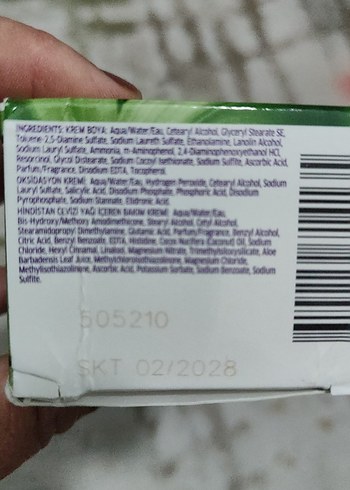 INGREDIENTS: KREM BOYA: Aqua/Water/Eau, Cetearyl Alcohol, Glyceryl Stearate SE,
Toluene-2,5-Diamine Sulfate, Sodium Laureth Sulfate, Ethanolamine, Lanolin Alcohol,
Sodium Lauryl Sulfate, Ammonia, m-Aminophenol, 2,4-Diaminophenoxyethanol HCl,
Resorcinol, Glycol Distearate, Sodium Cocoyl Isethionate, Sodium Sulfite, Ascorbic Acid,
Parfum/Fragrance, Disodium EDTA, Tocopherol.
OKSİDASYON KREMİ: Aqua/Water/Eau, Hydrogen Peroxide, Cetearyl Alcohol, Sodium
Lauryl Sulfate, Salicylic Acid, Disodium Phosphate, Phosphoric Acid, Disodium
Pyrophosphate, Sodium Stannate, Etidronic Acid.
HİNDİSTAN CEVİZİ YAĞI İÇEREN BAKIM KREMİ: Aqua/Water/Eau,
Bis-Hydroxy/Methoxy Amodimethicone, Stearyl Alcohol, Cetyl Alcohol,
Stearamidopropyl Dimethylamine, Glutamic Acid, Parfum/Fragrance, Benzyl Alcohol,
Citric Acid, Benzyl Benzoate, EDTA, Histidine, Cocos Nucifera (Coconut) Oil, Sodium
Chloride, Hexyl Cinnamal, Linalool, Magnesium Nitrate, Trimethylsiloxysilicate, Aloe
Barbadensis Leaf Juice, Methylchloroisothiazolinone, Magnesium Chloride,
Methylisothiazolinone, Ascorbic Acid, Potassium Sorbate, Sodium Benzoate, Sodium
Sulfite.
505210
SKT 02/2028